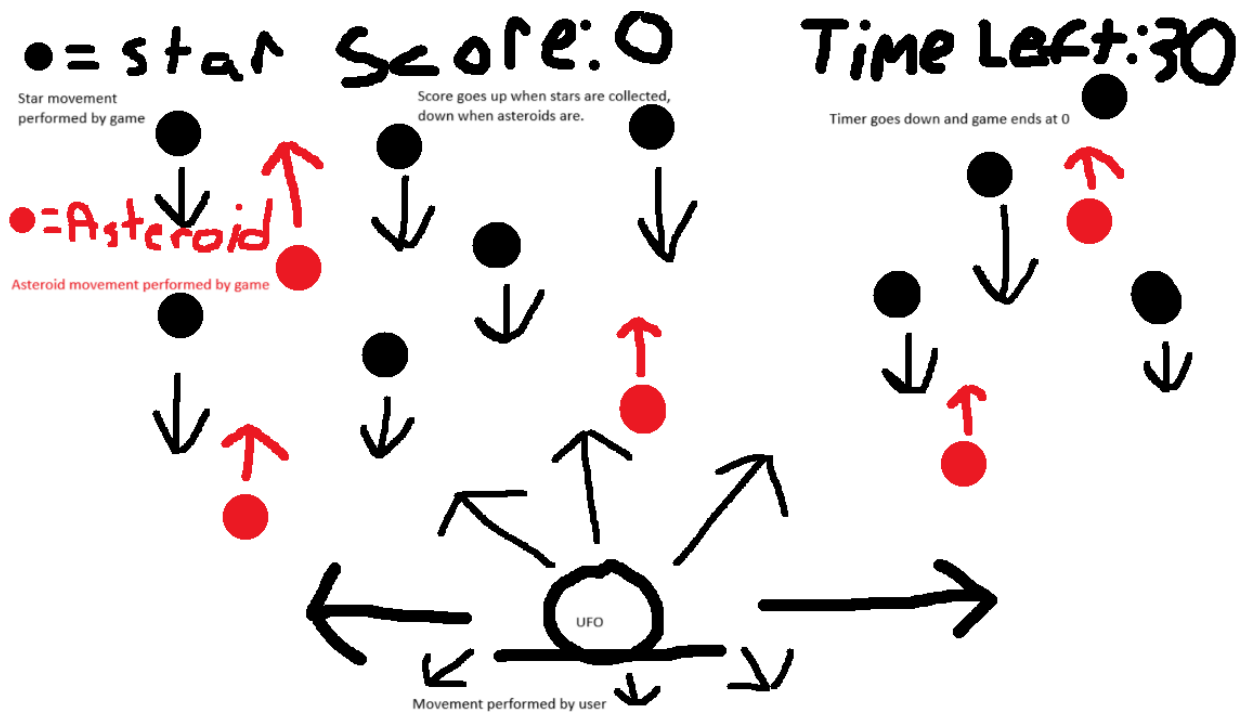 = star Score: 0 Time Left: 30
Star movement
performed by game
Score goes up when stars are collected,
down when asteroids are.
Timer goes down and game ends at 0
=Asteroid
Asteroid movement performed by game
UFO
Movement performed by user